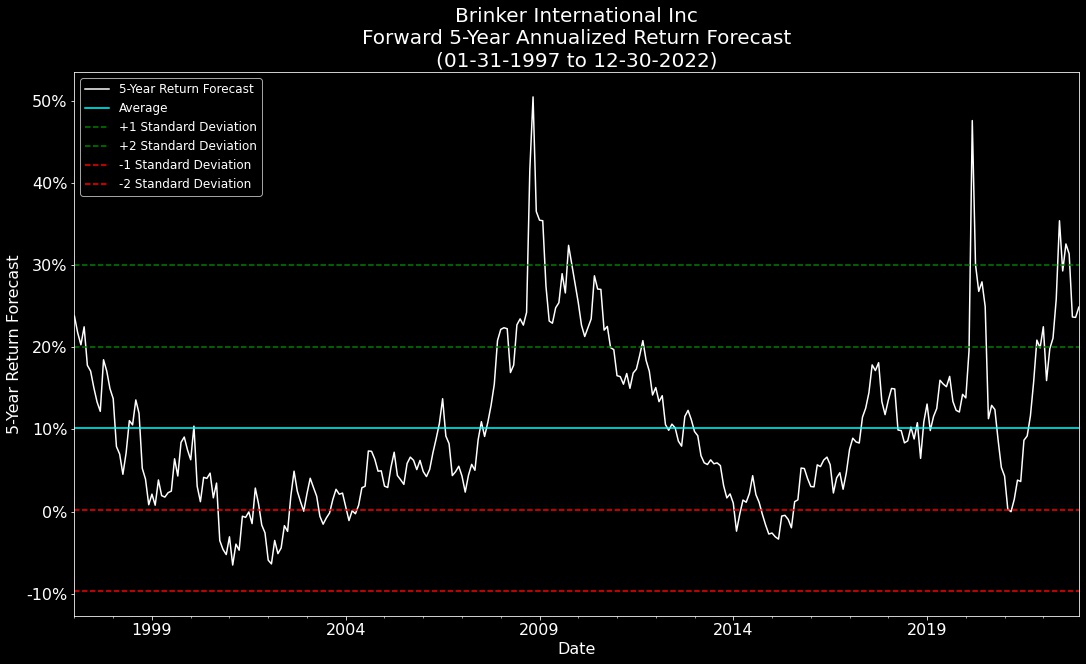 Brinker International Inc
Forward 5-Year Annualized Return Forecast
(01-31-1997 to 12-30-2022)
5-Year Return Forecast
Average
+1 Standard Deviation
+2 Standard Deviation
-1 Standard Deviation
-2 Standard Deviation
5-Year Return Forecast
50%
40%
30%
20%
10%
0%
-10%
1999
2004
2009
2014
2019
Date